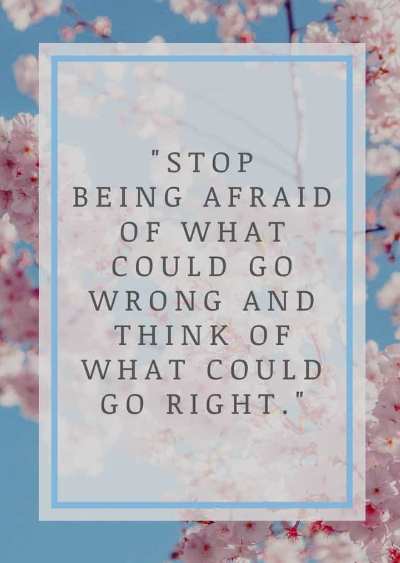 "STOP
BEING AFRAID
OF WHAT
COULD GO
WRONG AND
THINK OF
WHAT COULD
GO RIGHT."